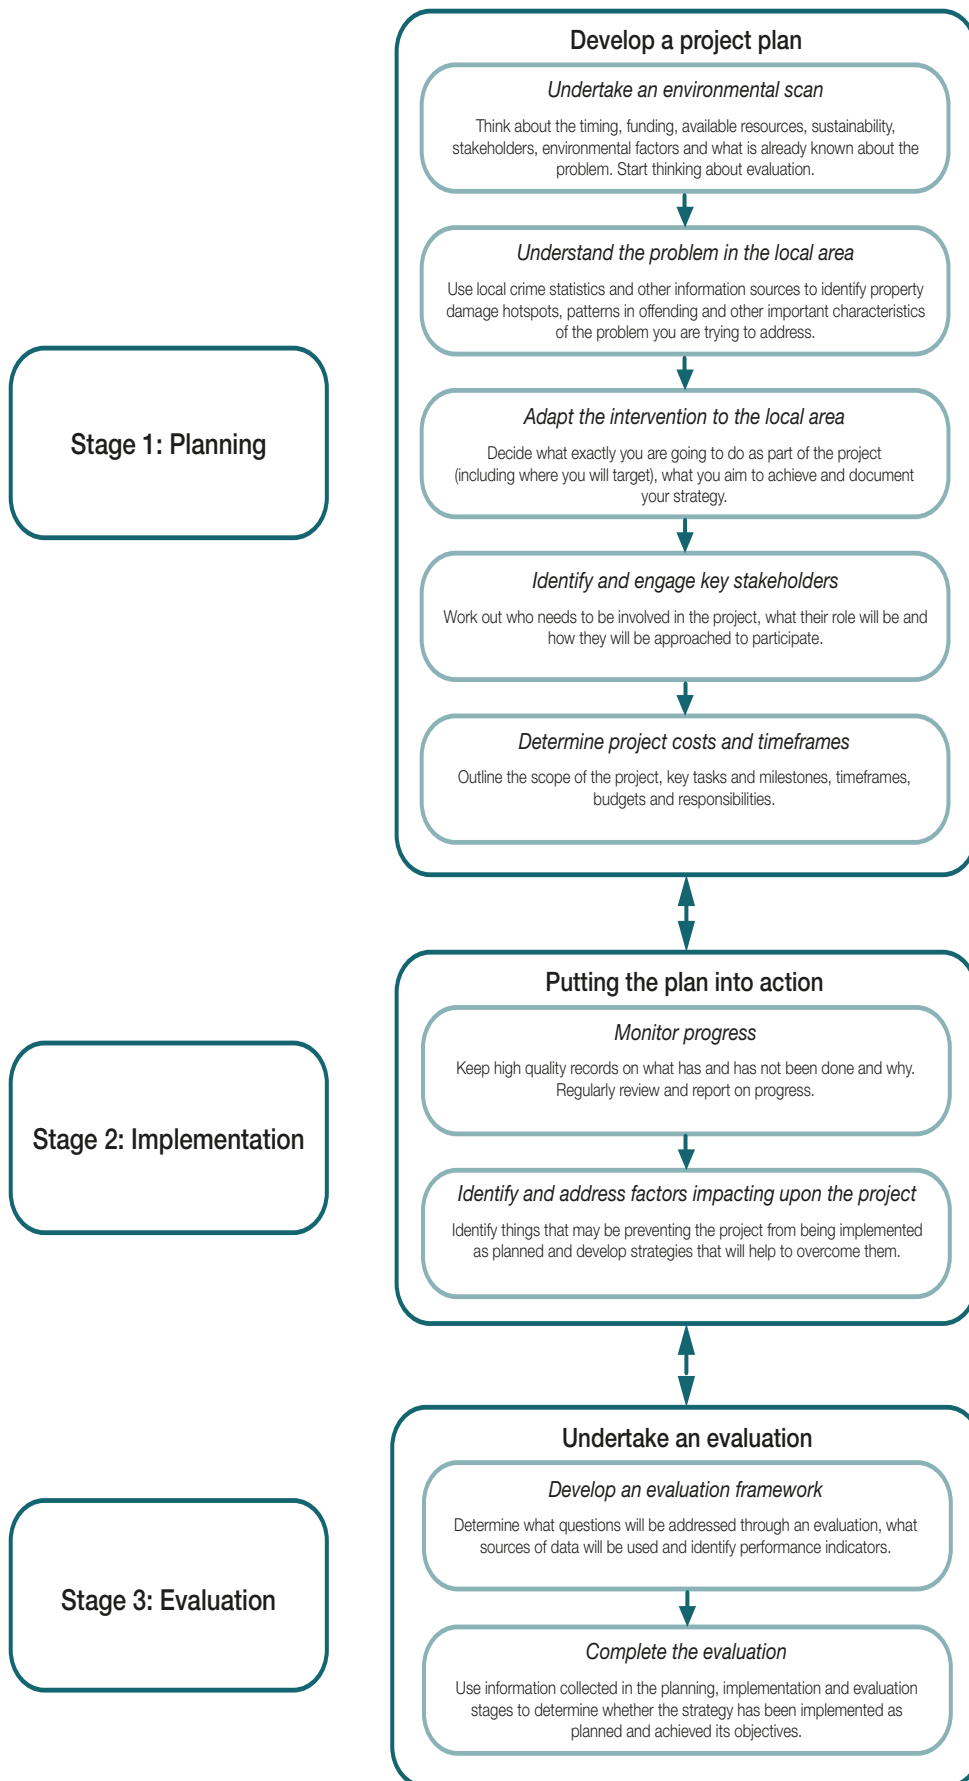 Develop a project plan
Undertake an environmental scan
Think about the timing, funding, available resources, sustainability,
stakeholders, environmental factors and what is already known about the
problem. Start thinking about evaluation.
Understand the problem in the local area
Use local crime statistics and other information sources to identify property
damage hotspots, patterns in offending and other important characteristics
of the problem you are trying to address.
Stage 1: Planning
Adapt the intervention to the local area
Decide what exactly you are going to do as part of the project
(including where you will target), what you aim to achieve and document
your strategy.
Identify and engage key stakeholders
Work out who needs to be involved in the project, what their role will be and
how they will be approached to participate.
Determine project costs and timeframes
Outline the scope of the project, key tasks and milestones, timeframes,
budgets and responsibilities.
Putting the plan into action
Monitor progress
Keep high quality records on what has and has not been done and why.
Regularly review and report on progress.
Stage 2: Implementation
Identify and address factors impacting upon the project
Identify things that may be preventing the project from being implemented
as planned and develop strategies that will help to overcome them.
Undertake an evaluation
Develop an evaluation framework
Determine what questions will be addressed through an evaluation, what
sources of data will be used and identify performance indicators.
Stage 3: Evaluation
Complete the evaluation
Use information collected in the planning, implementation and evaluation
stages to determine whether the strategy has been implemented as
planned and achieved its objectives.